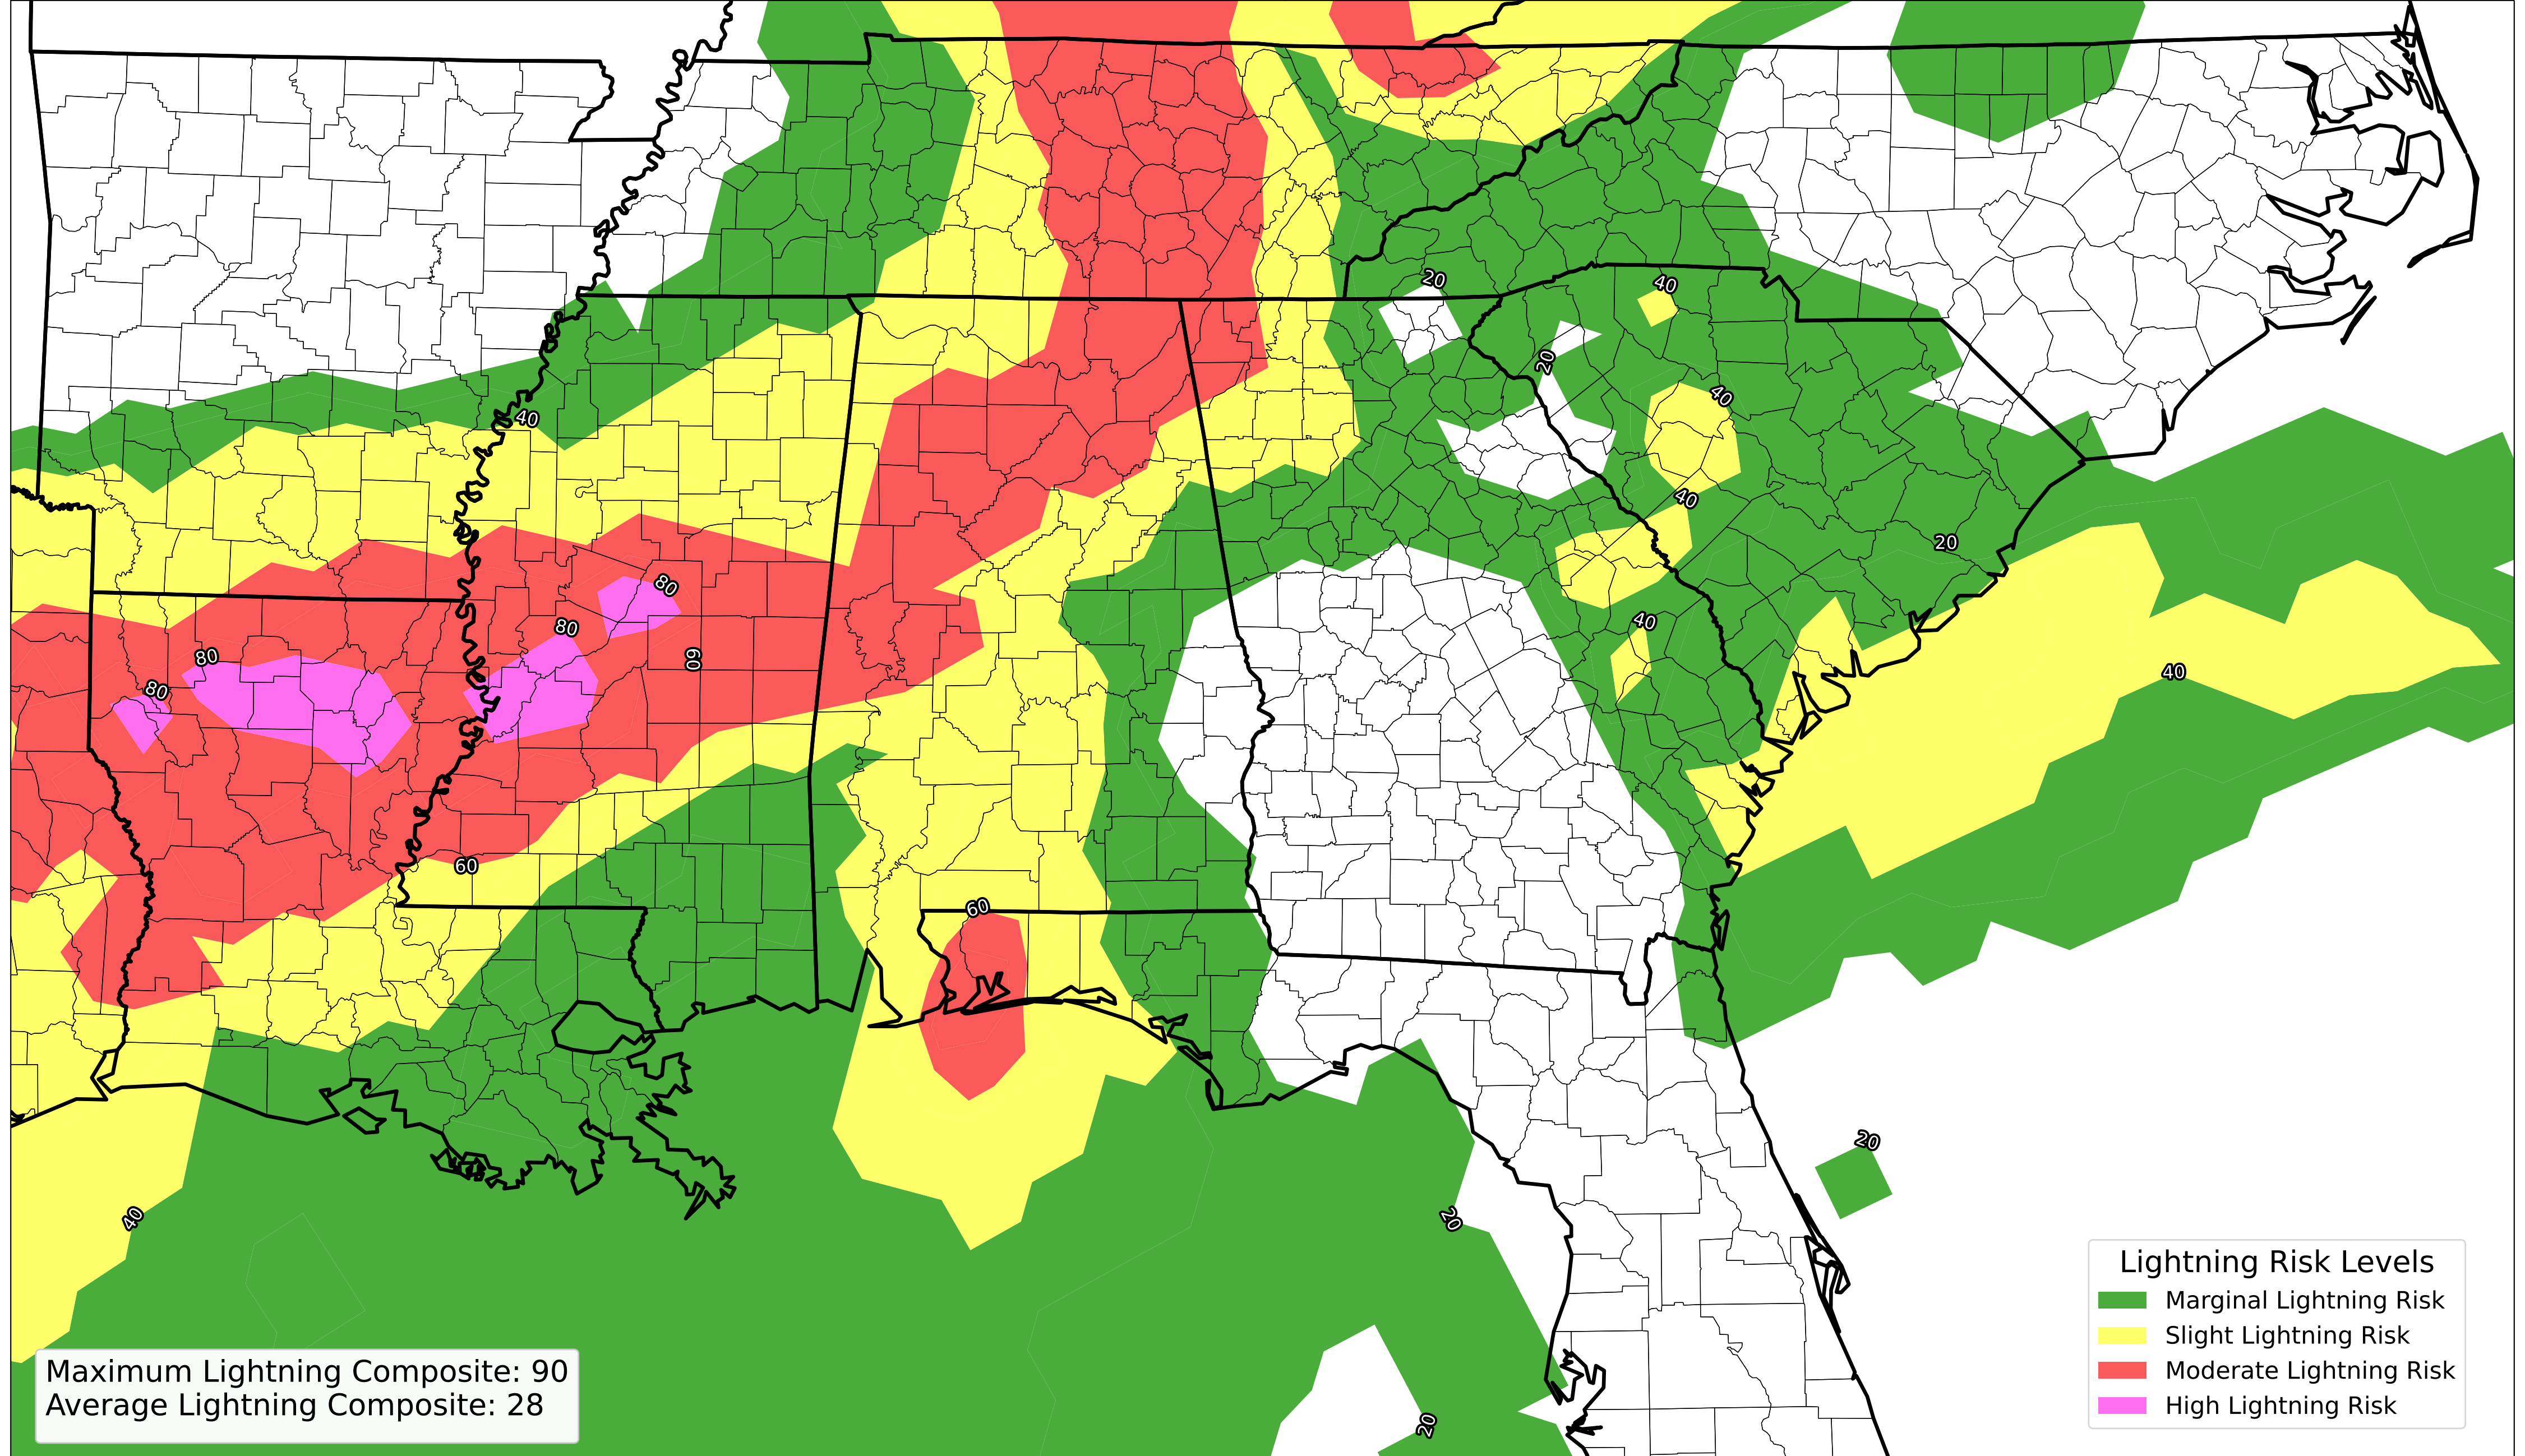 20
40
20
40
40
40
20
80
40
80
80
60
40
80
60
60
20
40
20
20
Lightning Risk Levels
Marginal Lightning Risk
Slight Lightning Risk
Moderate Lightning Risk
High Lightning Risk
Maximum Lightning Composite: 90
Average Lightning Composite: 28